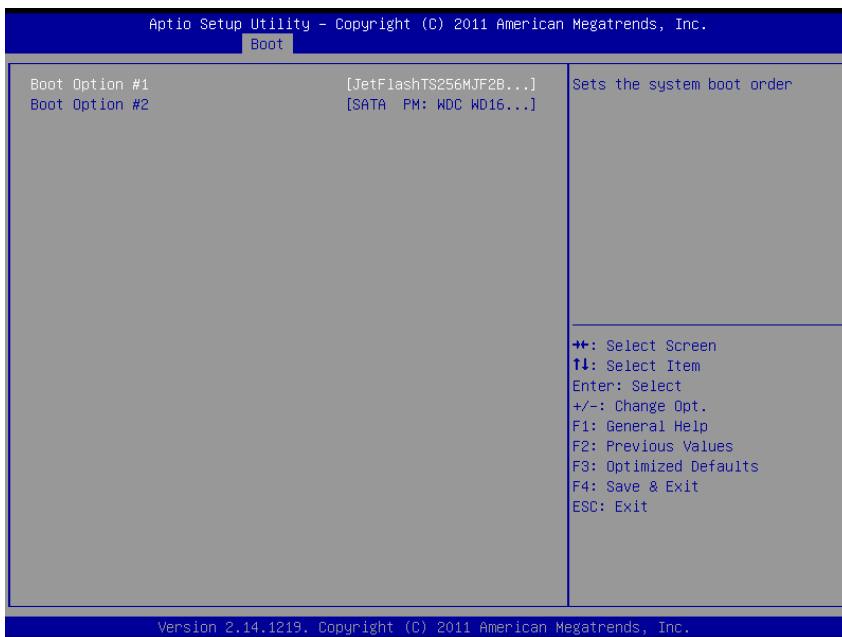 Aptio Setup Utility – Copyright (C) 2011 American Megatrends, Inc.
Boot
Boot Option #1 [JetFlashTS256MJF2B...]
Boot Option #2 [SATA PM: WDC WD16...]
Sets the system boot order
→←: Select Screen
↑↓: Select Item
Enter: Select
+/-: Change Opt.
F1: General Help
F2: Previous Values
F3: Optimized Defaults
F4: Save & Exit
ESC: Exit
Version 2.14.1219. Copyright (C) 2011 American Megatrends, Inc.